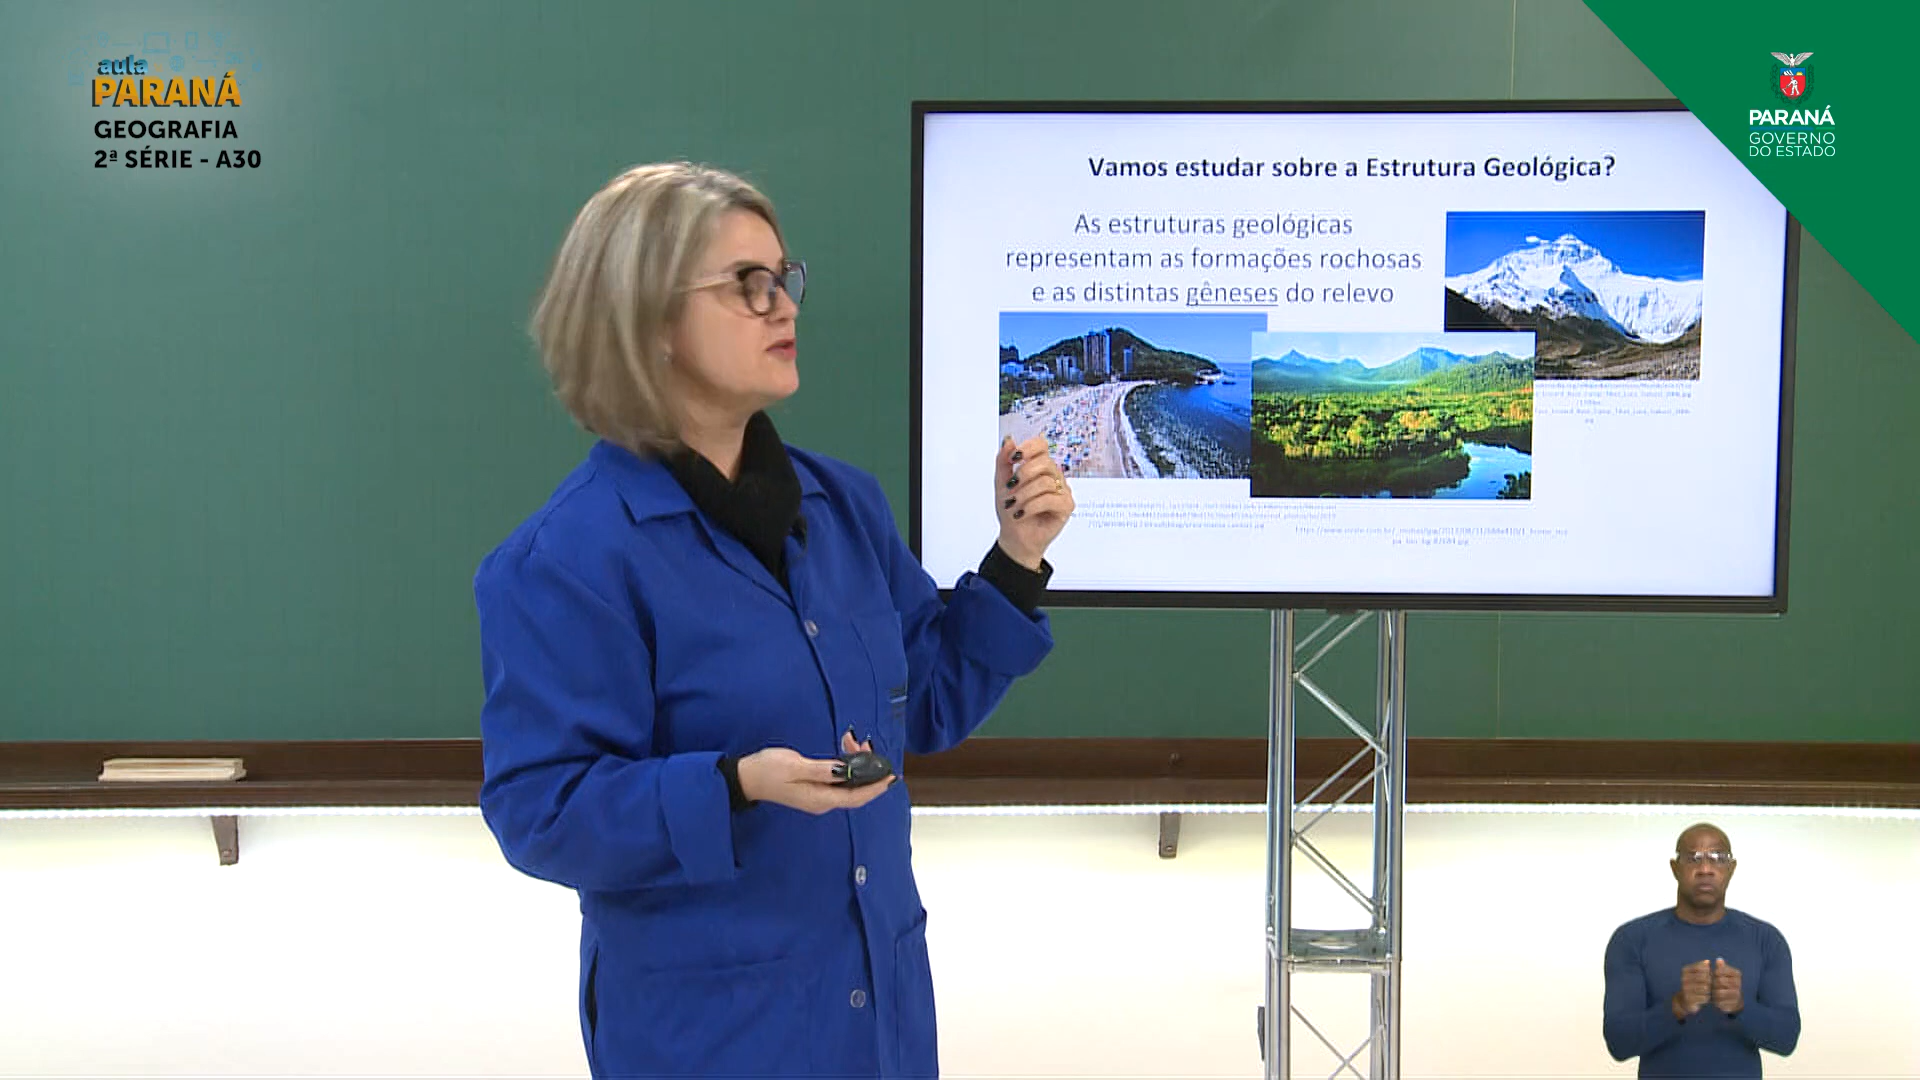 aula
PARANÁ
GEOGRAFIA
2ª SÉRIE - A30
PARANÁ
GOVERNO
DO ESTADO
Vamos estudar sobre a Estrutura Geológica?
As estruturas geológicas
representam as formações rochosas
e as distintas gêneses do relevo